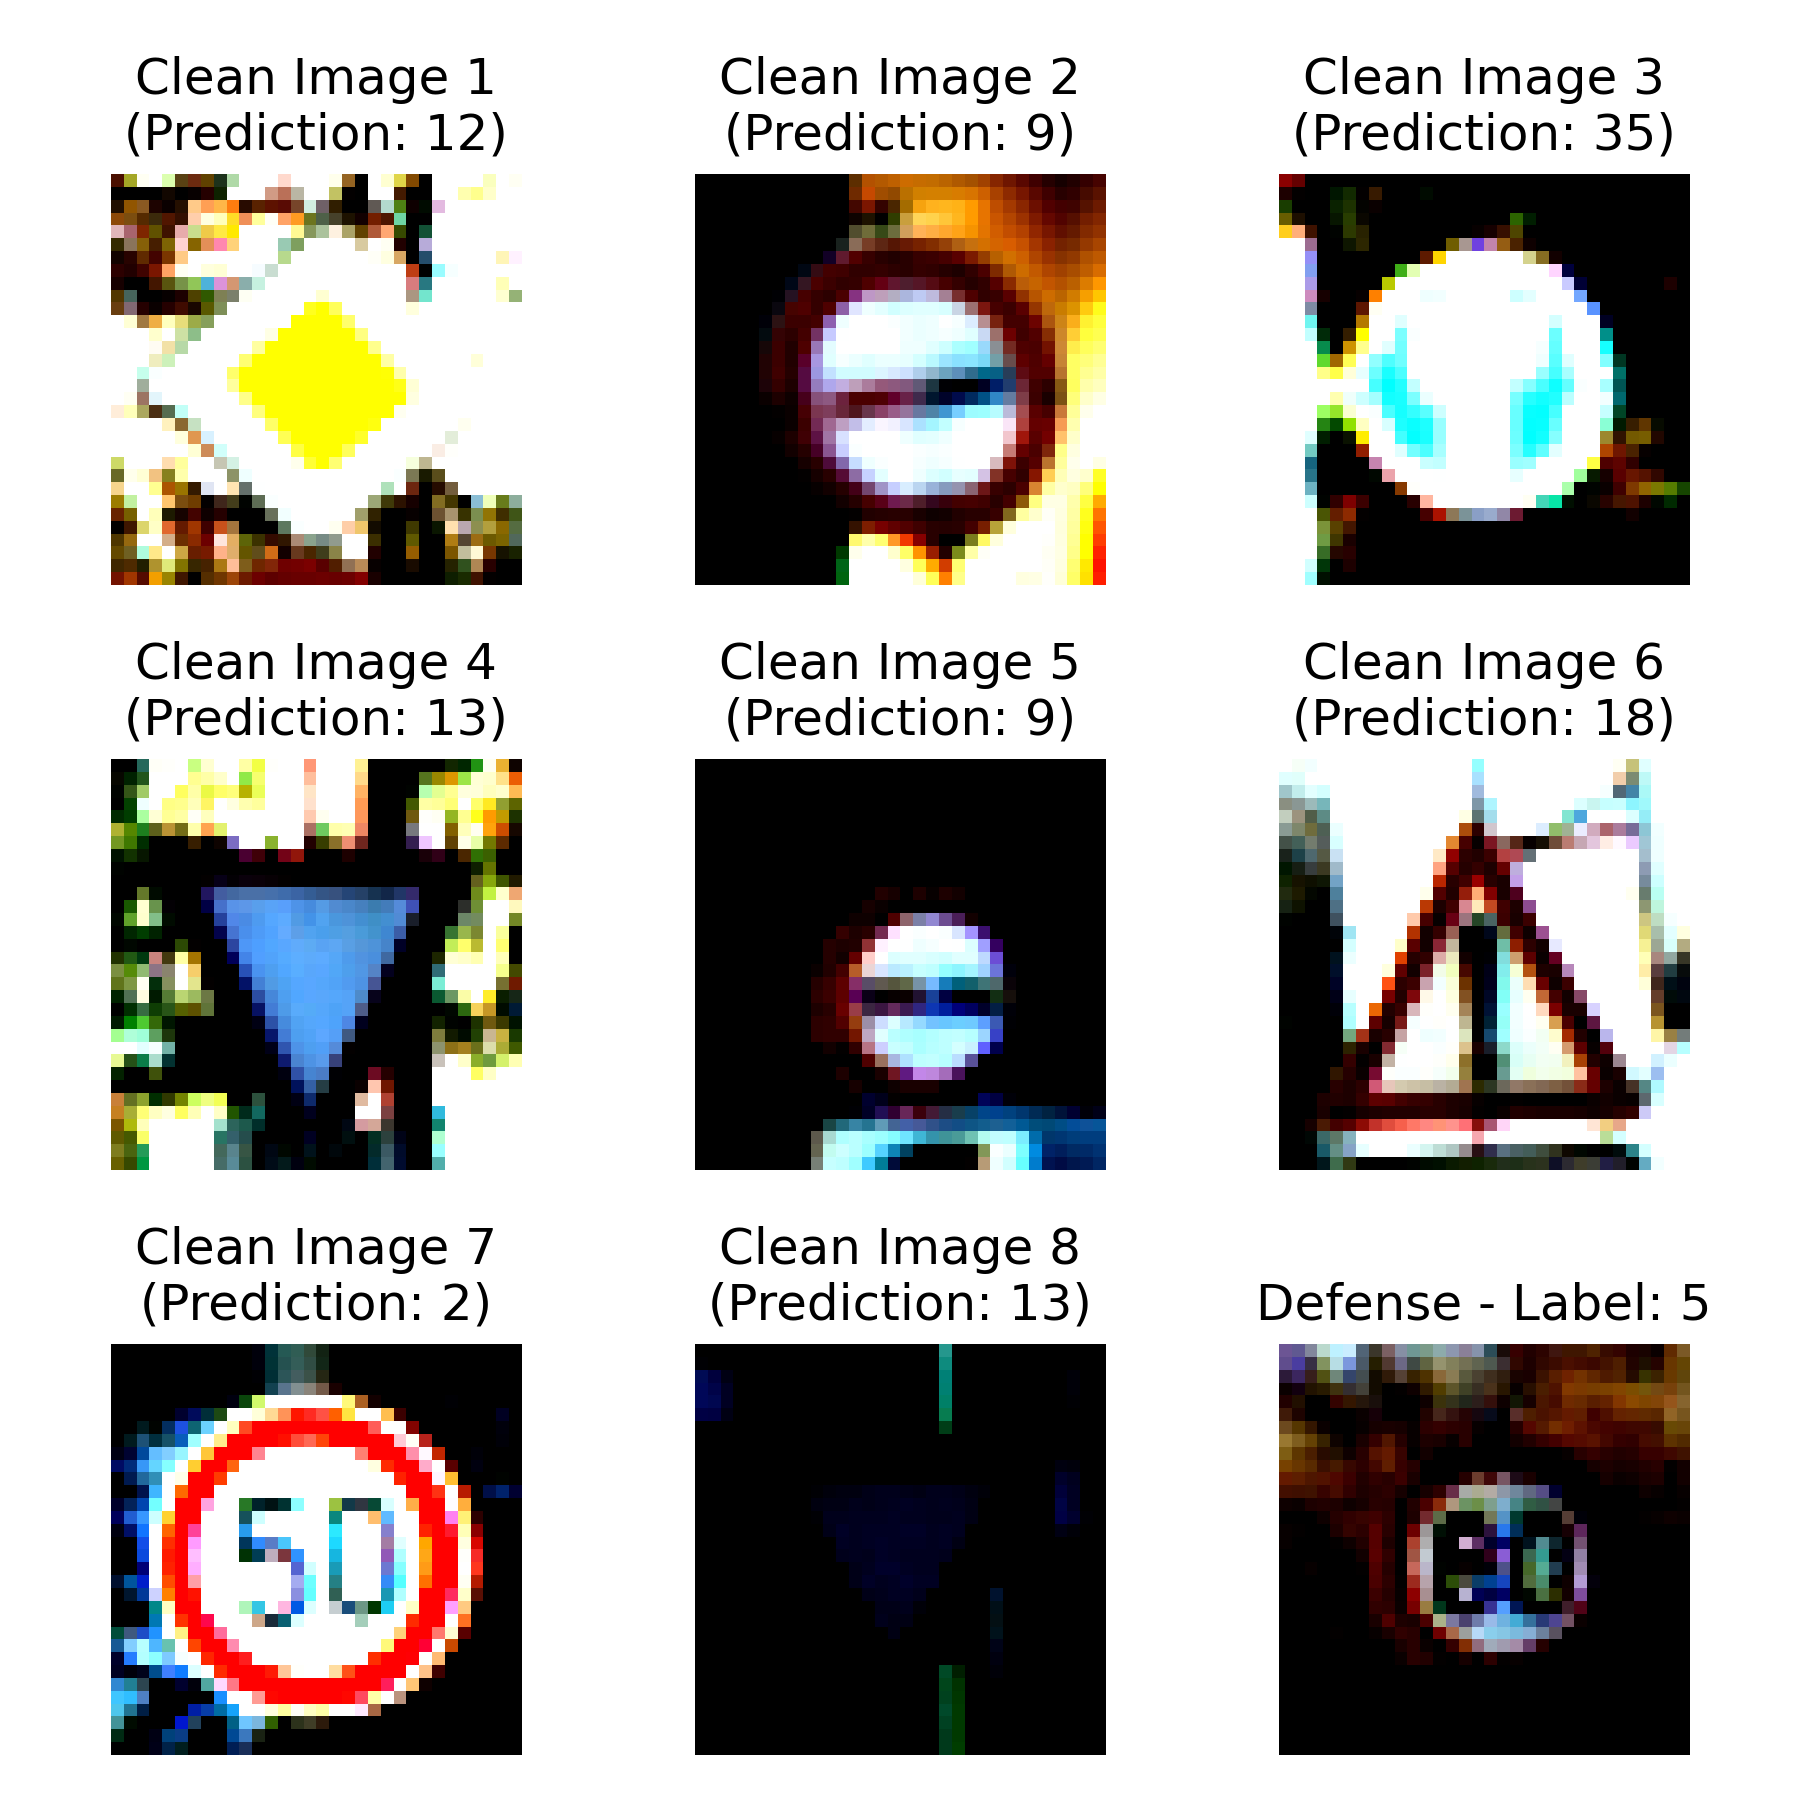 Clean Image 1
(Prediction: 12)
Clean Image 2
(Prediction: 9)
Clean Image 3
(Prediction: 35)
Clean Image 4
(Prediction: 13)
Clean Image 5
(Prediction: 9)
Clean Image 6
(Prediction: 18)
Clean Image 7
(Prediction: 2)
50
Clean Image 8
(Prediction: 13)
Defense - Label: 5